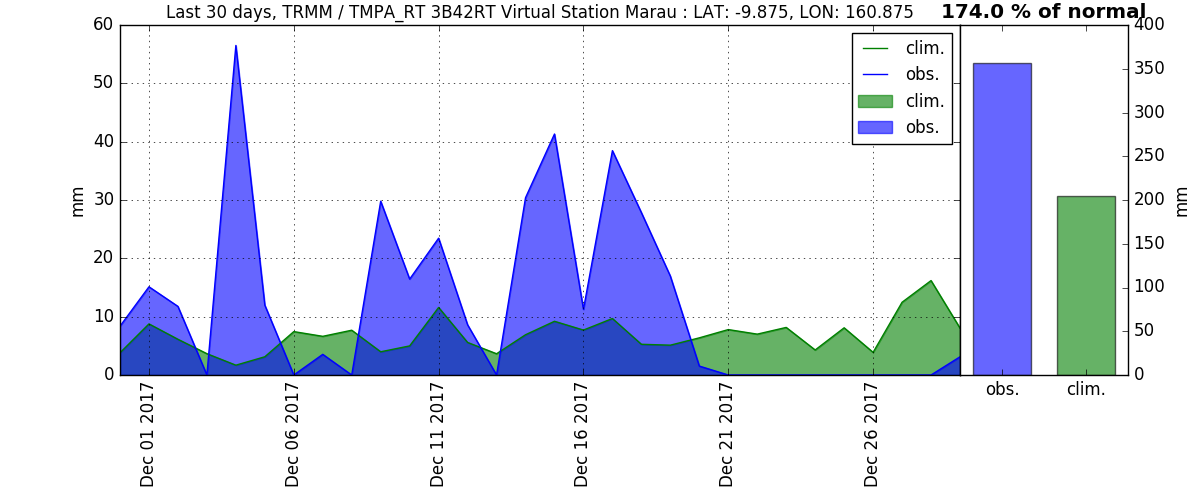 Last 30 days, TRMM / TMPA_RT 3B42RT Virtual Station Marau : LAT: -9.875, LON: 160.875
174.0 % of normal
clim.
obs.
clim.
obs.
60
50
40
30
20
10
0
mm
Dec 01 2017
Dec 06 2017
Dec 11 2017
Dec 16 2017
Dec 21 2017
Dec 26 2017
400
350
300
250
200
150
100
50
0
mm
obs.
clim.